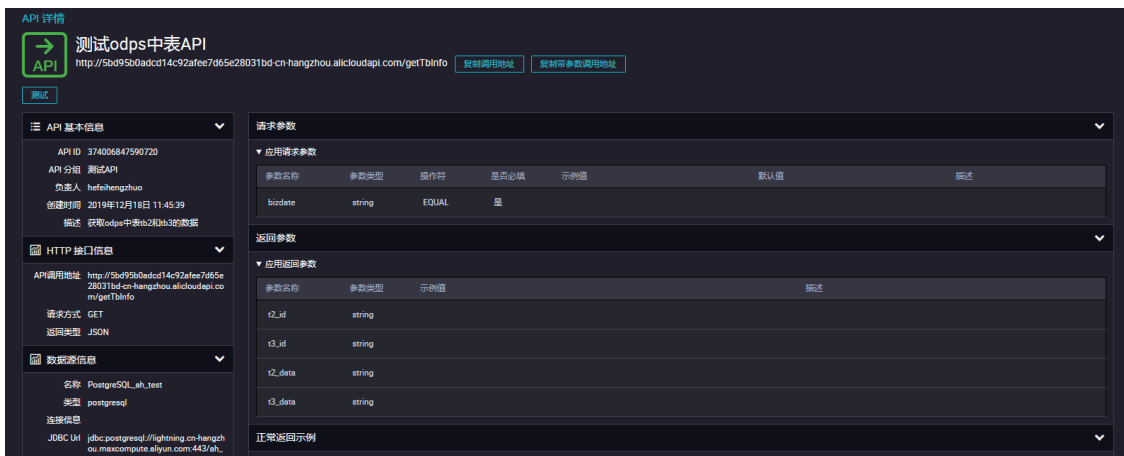 API 详情
测试odps中表API
API
http://5bd95b0adcd14c92afee7d65e28031bd-cn-hangzhou.alicloudapi.com/getTbInfo 复制调用地址 复制带参数调用地址
测试
API 基本信息
API ID 374006847590720
API 分组 测试API
负责人 hefeihengzhuo
创建时间 2019年12月18日 11:45:39
描述 获取odps中表tb2和tb3的数据
HTTP 接口信息
API调用地址 http://5bd95b0adcd14c92afee7d65e
28031bd-cn-hangzhou.alicloudapi.co
m/getTbInfo
请求方式 GET
返回类型 JSON
数据源信息
名称 PostgreSQL_ah_test
类型 postgresql
连接信息
JDBC Url jdbc:postgresql://lightning.cn-hangzh
ou.maxcompute.aliyun.com:443/ah_
请求参数
应用请求参数
参数名称 参数类型 操作符 是否必填 示例值 默认值 描述
bizdate string EQUAL 是
返回参数
应用返回参数
参数名称 参数类型 示例值 描述
t2_id string
t3_id string
t2_data string
t3_data string
正常返回示例